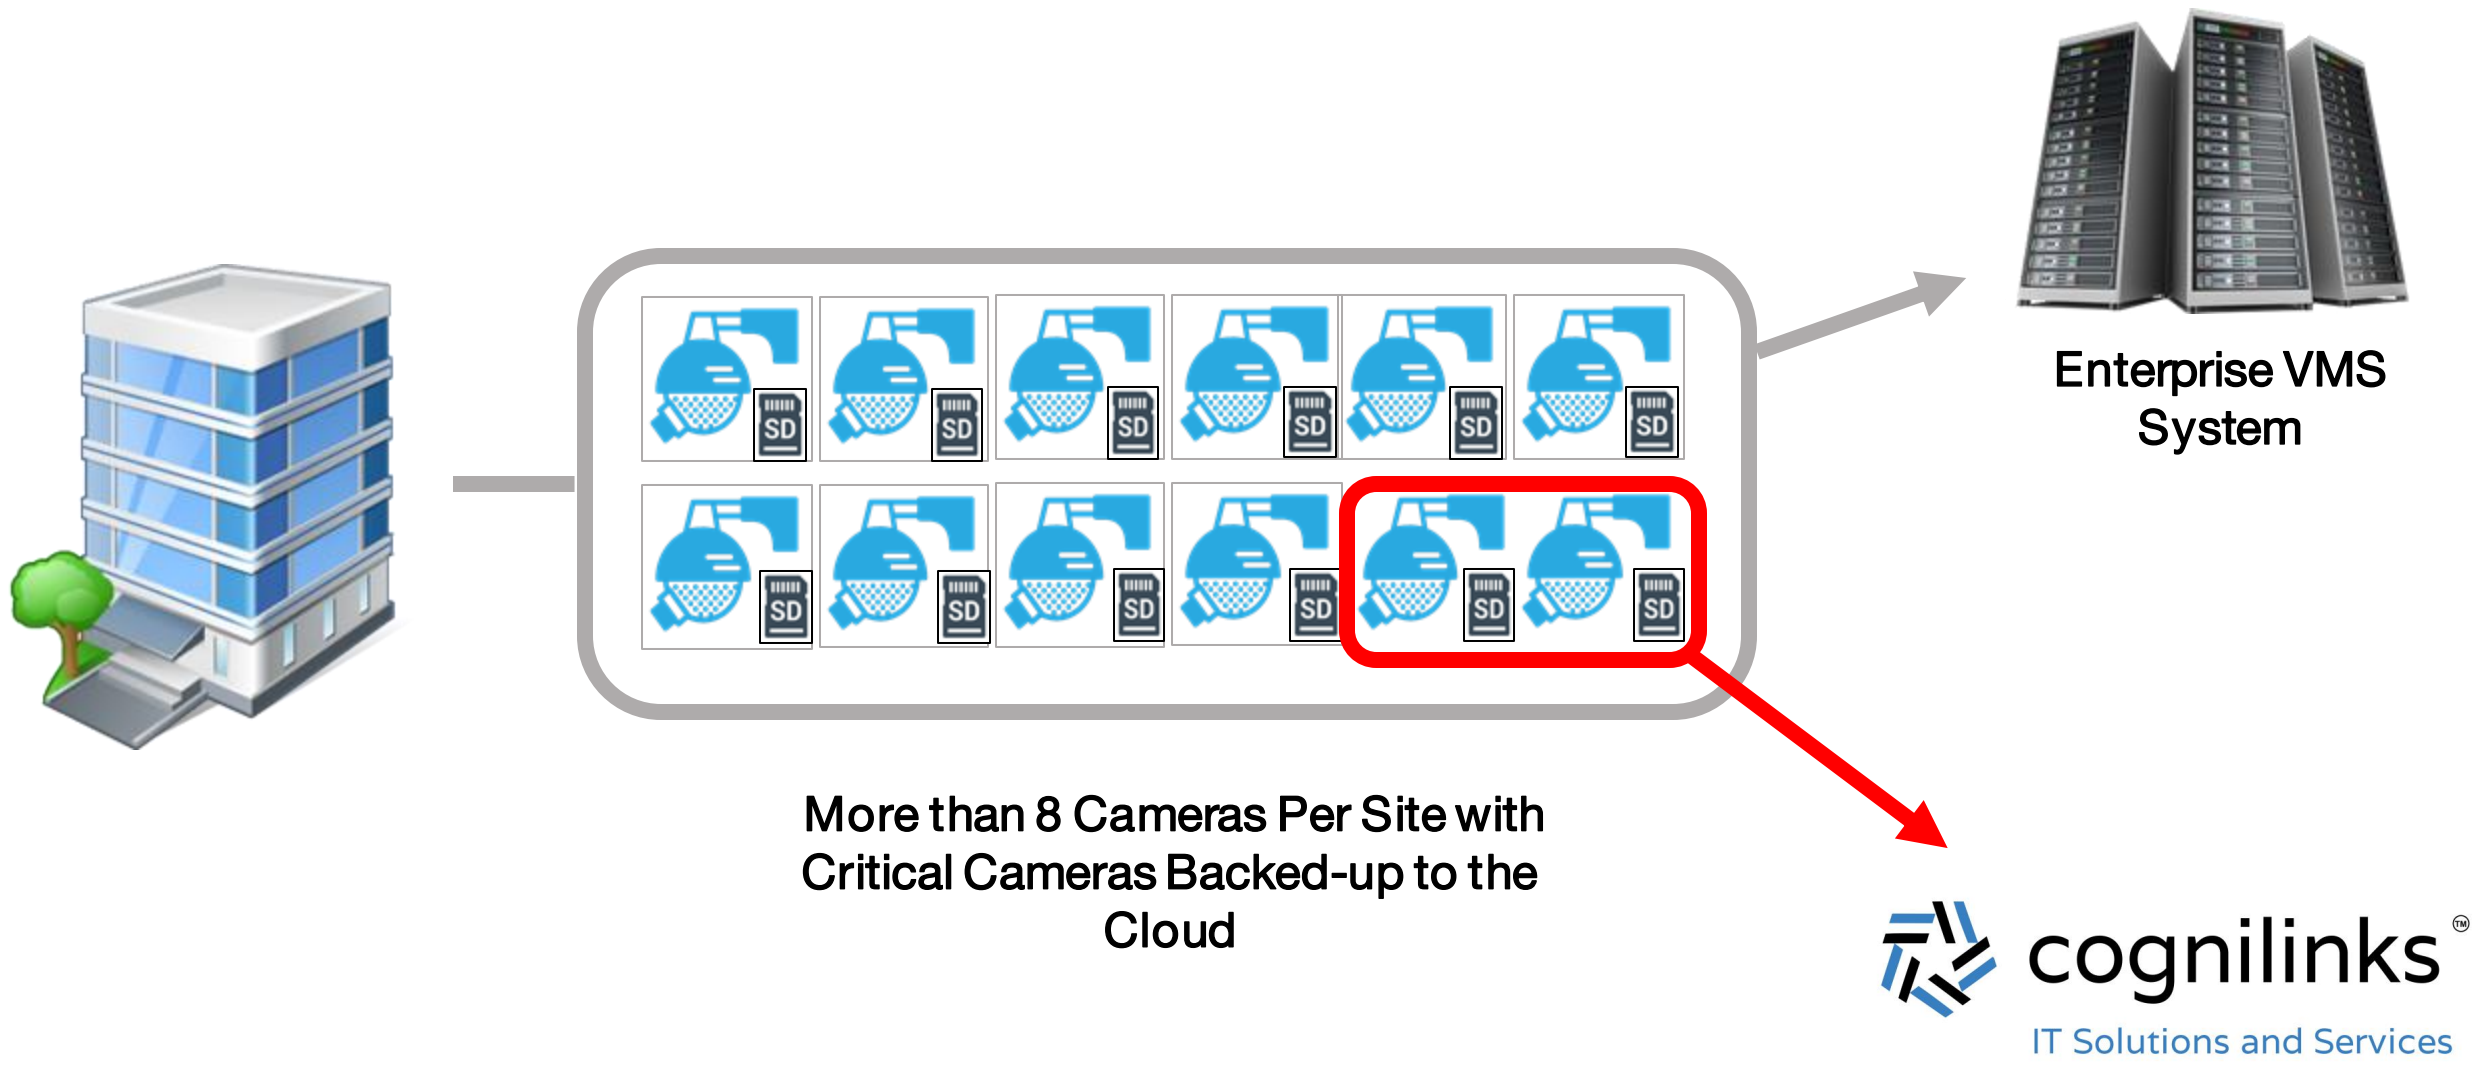 SD
SD
SD
SD
SD
SD
SD
SD
SD
SD
SD
SD
Enterprise VMS
System
More than 8 Cameras Per Site with
Critical Cameras Backed-up to the
Cloud
cognilinks™
IT Solutions and Services